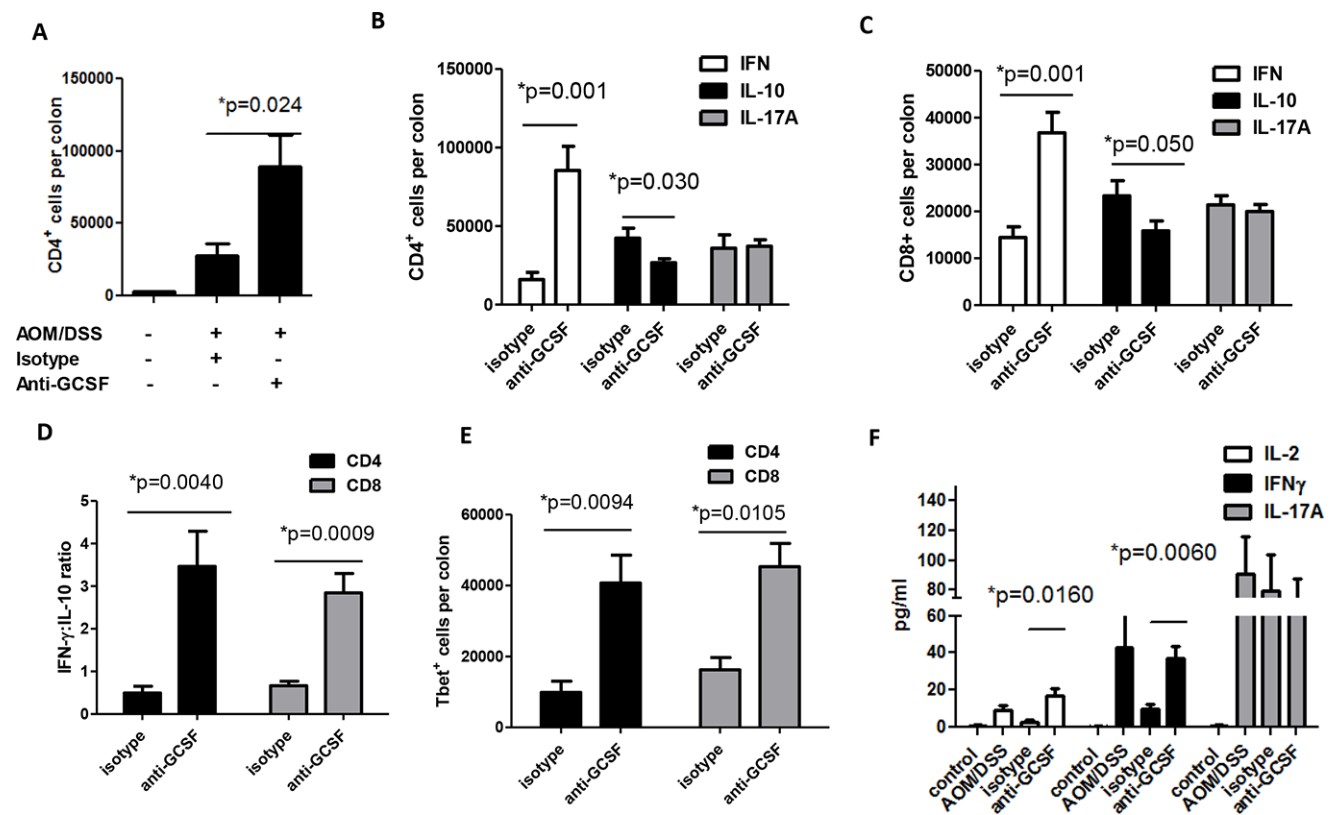 A
150000
100000
50000
0
CD4+ cells per colon
*p=0.024
AOM/DSS - + +
Isotype - + -
Anti-GCSF - - +
B
150000
100000
50000
0
CD4+ cells per colon
IFN
IL-10
IL-17A
*p=0.001
*p=0.030
isotype
anti-GCSF
isotype
anti-GCSF
isotype
anti-GCSF
C
50000
40000
30000
20000
10000
0
CD8+ cells per colon
IFN
IL-10
IL-17A
*p=0.001
*p=0.050
isotype
anti-GCSF
isotype
anti-GCSF
isotype
anti-GCSF
D
CD4
CD8
5
4
3
2
1
0
IFN-γ:IL-10 ratio
*p=0.0040
*p=0.0009
isotype
anti-GCSF
isotype
anti-GCSF
E
CD4
CD8
60000
40000
20000
0
Tbet+ cells per colon
*p=0.0094
*p=0.0105
isotype
anti-GCSF
isotype
anti-GCSF
F
IL-2
IFNγ
IL-17A
140
120
100
80
60
40
20
0
pg/ml
*p=0.0160
*p=0.0060
control
AOM/DSS
isotype
anti-GCSF
control
AOM/DSS
isotype
anti-GCSF
control
AOM/DSS
isotype
anti-GCSF